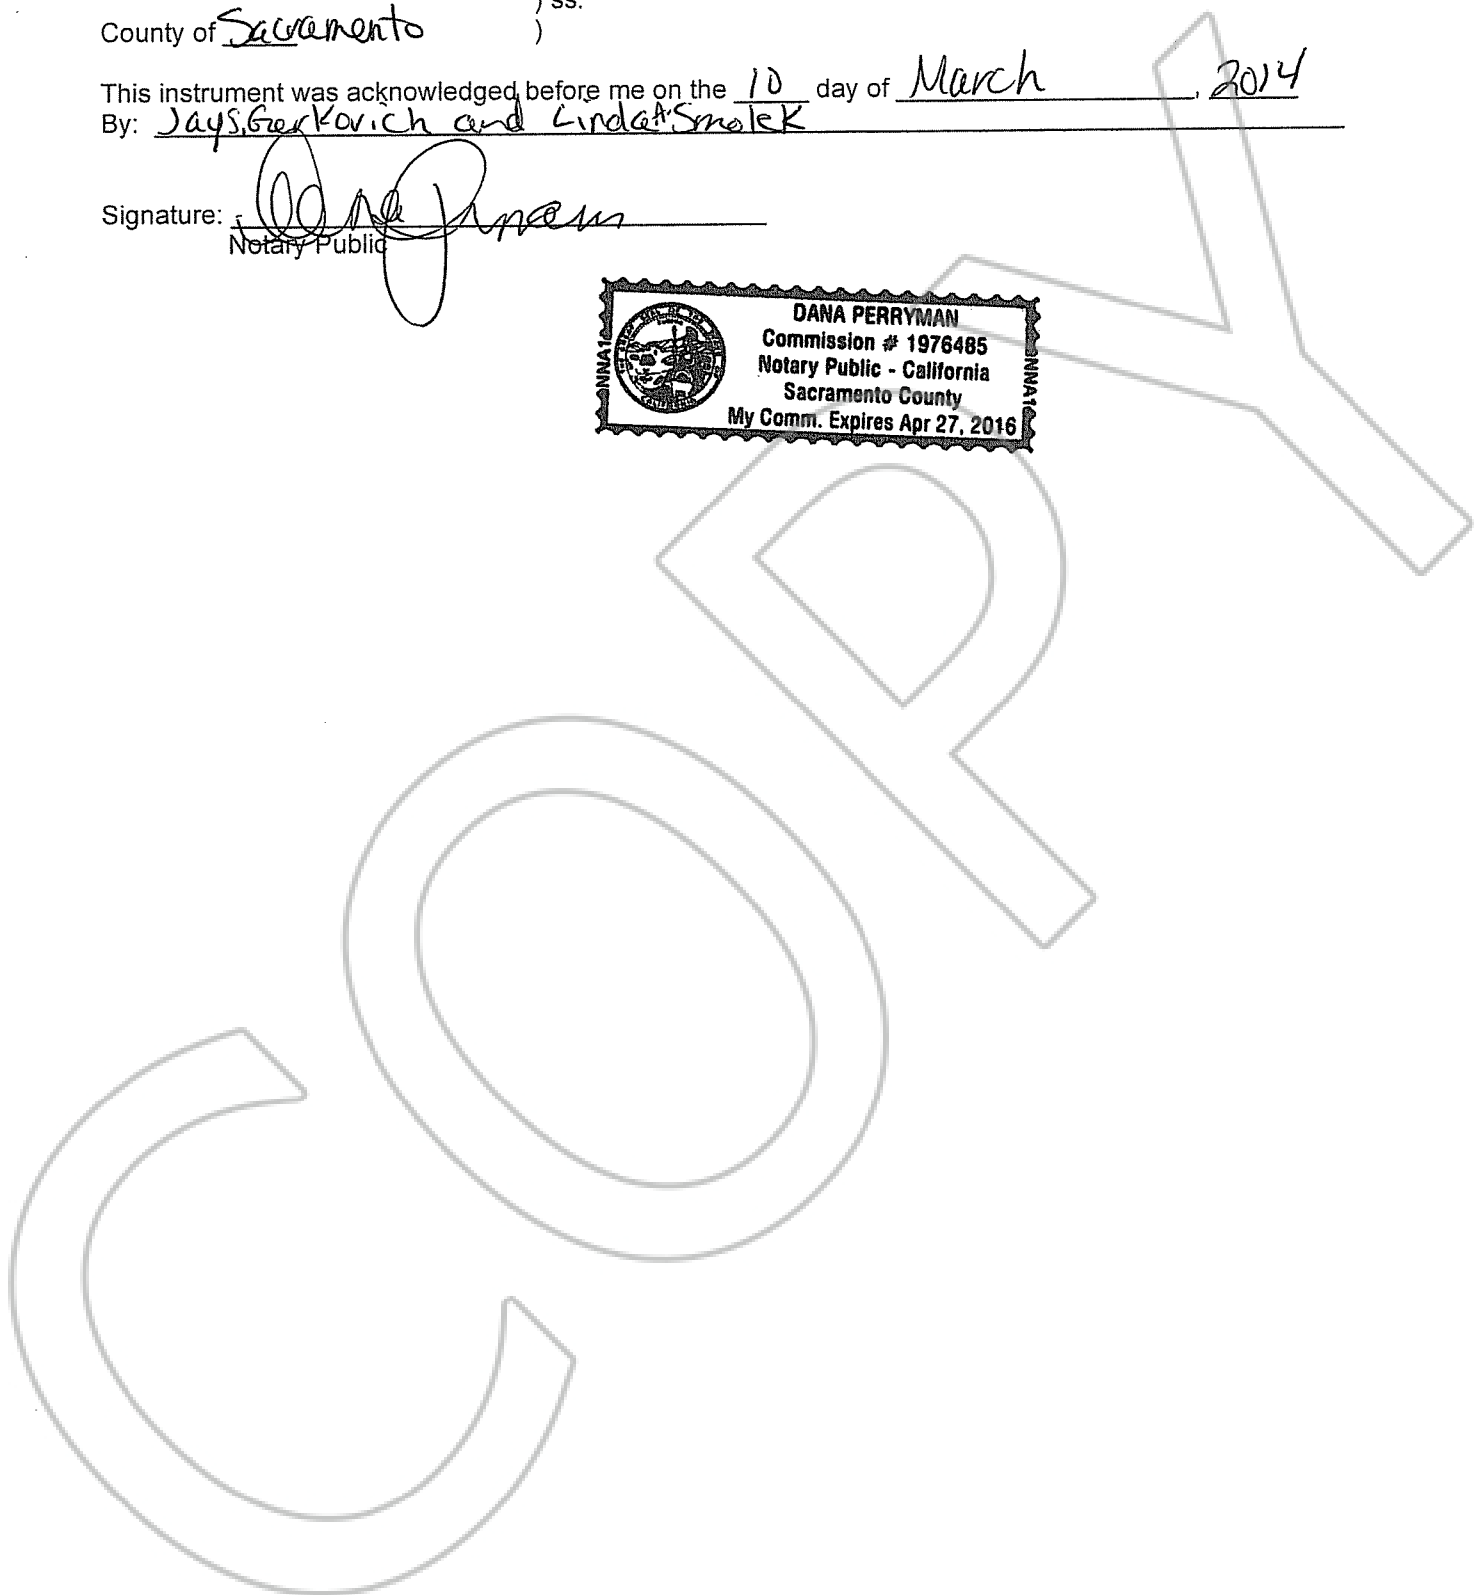 ) ss.
County of Sacramento )
This instrument was acknowledged before me on the 10 day of March, 2014
By: Jay S. Gerkovich and Linda A. Smolek
Signature:
Notary Public
DANA PERRYMAN
Commission # 1976485
Notary Public - California
Sacramento County
My Comm. Expires Apr 27, 2016
COPY